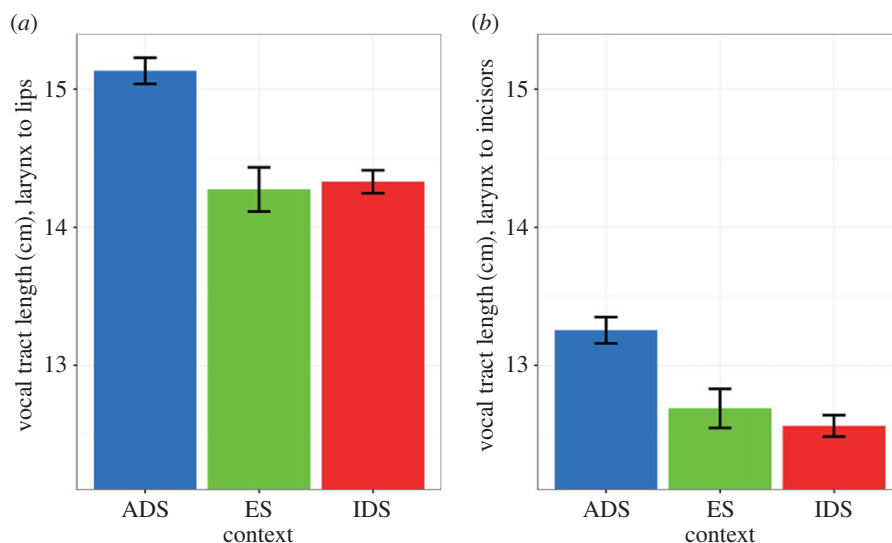 (a)
vocal tract length (cm), larynx to lips
15
14
13
ADS ES IDS
context
(b)
vocal tract length (cm), larynx to incisors
15
14
13
ADS ES IDS
context